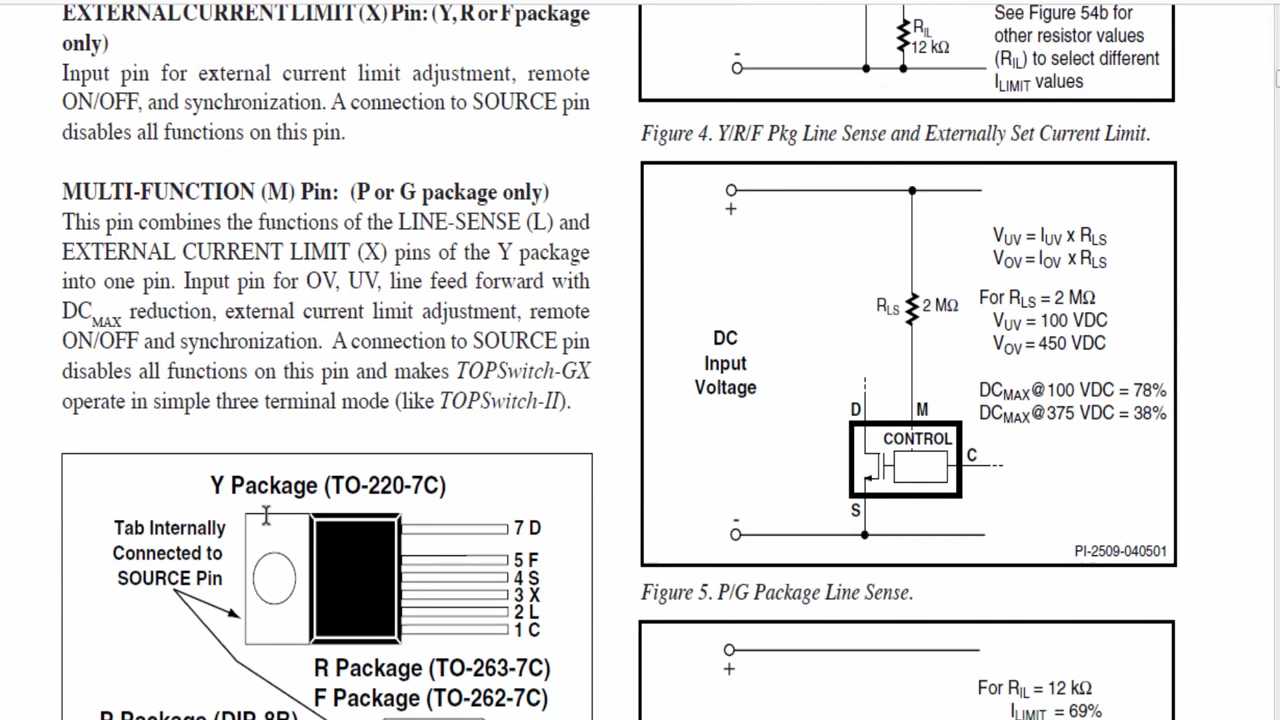 EXTERNAL CURRENT LIMIT (X) Pin: (Y, R or F package
only)
Input pin for external current limit adjustment, remote
ON/OFF, and synchronization. A connection to SOURCE pin
disables all functions on this pin.
MULTI-FUNCTION (M) Pin: (P or G package only)
This pin combines the functions of the LINE-SENSE (L) and
EXTERNAL CURRENT LIMIT (X) pins of the Y package
into one pin. Input pin for OV, UV, line feed forward with
DCMAX reduction, external current limit adjustment, remote
ON/OFF and synchronization. A connection to SOURCE pin
disables all functions on this pin and makes TOPSwitch-GX
operate in simple three terminal mode (like TOPSwitch-II).
Y Package (TO-220-7C)
Tab Internally
Connected to
SOURCE Pin
7 D
5 F
4 S
3 X
2 L
1 C
R Package (TO-263-7C)
F Package (TO-262-7C)
P Package (DIP-8B)
RIL
12 kΩ
-
See Figure 54b for
other resistor values
(RIL) to select different
ILIMIT values
Figure 4. Y/R/F Pkg Line Sense and Externally Set Current Limit.
+
VUV = IUV x RLS
VOV = IOV x RLS
For RLS = 2 MΩ
VUV = 100 VDC
VOV = 450 VDC
DCMAX@100 VDC = 78%
DCMAX@375 VDC = 38%
RLS
2 MΩ
DC
Input
Voltage
D
M
CONTROL
C
S
-
PI-2509-040501
Figure 5. P/G Package Line Sense.
+
For RIL = 12 kΩ
ILIMIT = 69%